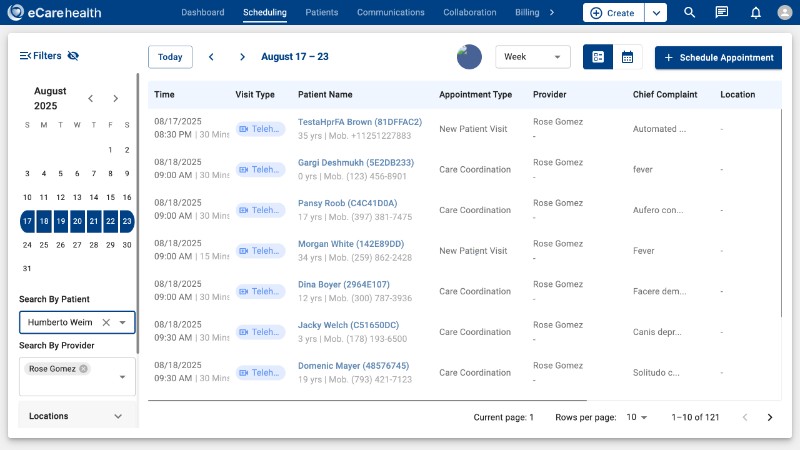 eCarehealth
Dashboard Scheduling Patients Communications Collaboration Billing Create
Filters Today August 17 – 23 Week Schedule Appointment
August
2025
S M T W T F S
1 2
3 4 5 6 7 8 9
10 11 12 13 14 15 16
17 18 19 20 21 22 23
24 25 26 27 28 29 30
31
Search By Patient
Humberto Weim
Search By Provider
Rose Gomez
Locations
Time Visit Type Patient Name Appointment Type Provider Chief Complaint Location
08/17/2025 TestaHprFA Brown (81DFFAC2) Rose Gomez
08:30 PM | 30 Mins Teleh... 35 yrs | Mob. +11251227883 New Patient Visit - Automated ... -
08/18/2025 Gargi Deshmukh (5E2DB233) Rose Gomez
09:00 AM | 30 Mins Teleh... 0 yrs | Mob. (123) 456-8901 Care Coordination - fever -
08/18/2025 Pansy Roob (C4C41D0A) Rose Gomez
09:00 AM | 30 Mins Teleh... 17 yrs | Mob. (397) 381-7475 Care Coordination - Aufero con... -
08/18/2025 Morgan White (142E89DD) Rose Gomez
09:00 AM | 15 Mins Teleh... 34 yrs | Mob. (259) 862-2428 New Patient Visit - Fever -
08/18/2025 Dina Boyer (2964E107) Rose Gomez
09:00 AM | 30 Mins Teleh... 12 yrs | Mob. (300) 787-3936 Care Coordination - Facere dem... -
08/18/2025 Jacky Welch (C51650DC) Rose Gomez
09:30 AM | 30 Mins Teleh... 3 yrs | Mob. (178) 193-6500 Care Coordination - Canis depr... -
08/18/2025 Domenic Mayer (48576745) Rose Gomez
09:30 AM | 30 Mins Teleh... 19 yrs | Mob. (793) 421-7123 Care Coordination - Solitudo c... -
Current page: 1 Rows per page: 10 1–10 of 121